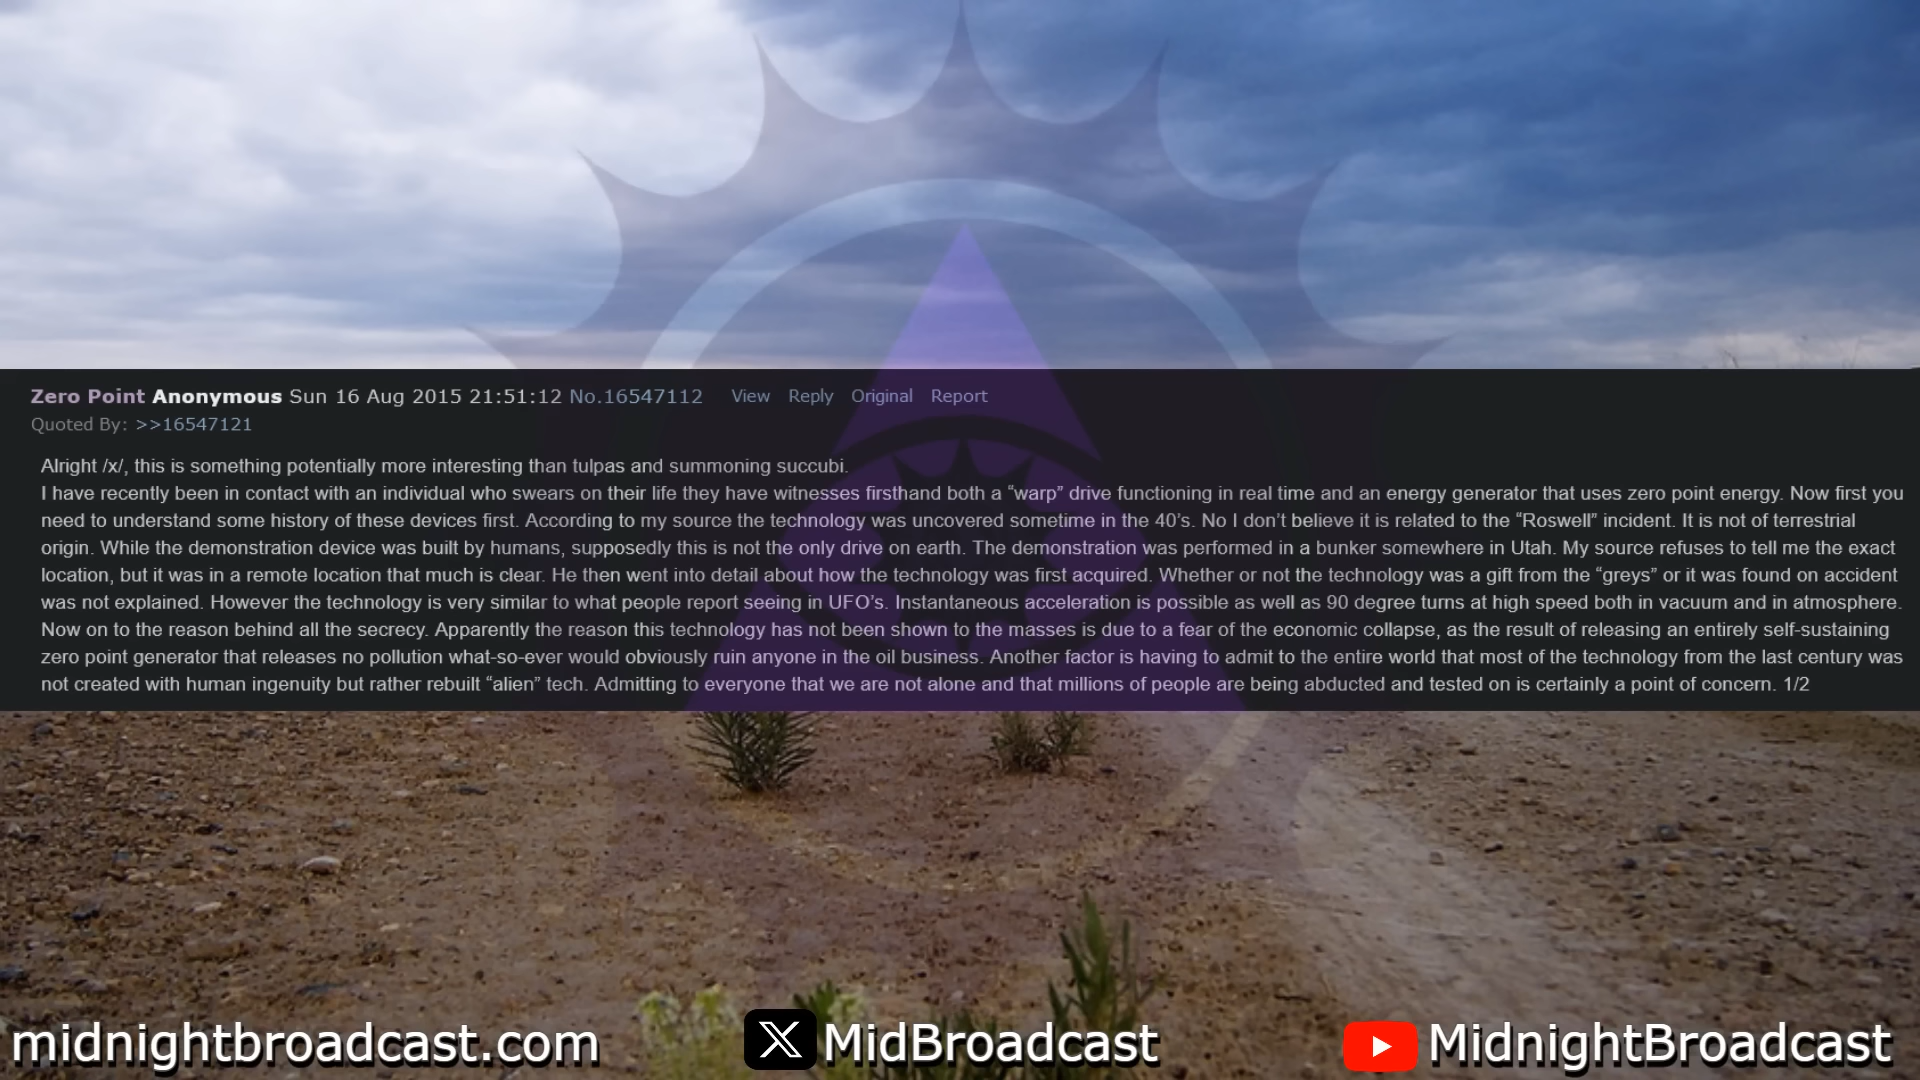 Zero Point Anonymous Sun 16 Aug 2015 21:51:12 No.16547112 View Reply Original Report
Quoted By: >>16547121
Alright /x/, this is something potentially more interesting than tulpas and summoning succubi.
I have recently been in contact with an individual who swears on their life they have witnesses firsthand both a “warp” drive functioning in real time and an energy generator that uses zero point energy. Now first you
need to understand some history of these devices first. According to my source the technology was uncovered sometime in the 40’s. No I don’t believe it is related to the “Roswell” incident. It is not of terrestrial
origin. While the demonstration device was built by humans, supposedly this is not the only drive on earth. The demonstration was performed in a bunker somewhere in Utah. My source refuses to tell me the exact
location, but it was in a remote location that much is clear. He then went into detail about how the technology was first acquired. Whether or not the technology was a gift from the “greys” or it was found on accident
was not explained. However the technology is very similar to what people report seeing in UFO’s. Instantaneous acceleration is possible as well as 90 degree turns at high speed both in vacuum and in atmosphere.
Now on to the reason behind all the secrecy. Apparently the reason this technology has not been shown to the masses is due to a fear of the economic collapse, as the result of releasing an entirely self-sustaining
zero point generator that releases no pollution what-so-ever would obviously ruin anyone in the oil business. Another factor is having to admit to the entire world that most of the technology from the last century was
not created with human ingenuity but rather rebuilt “alien” tech. Admitting to everyone that we are not alone and that millions of people are being abducted and tested on is certainly a point of concern. 1/2
midnightbroadcast.com MidBroadcast MidnightBroadcast